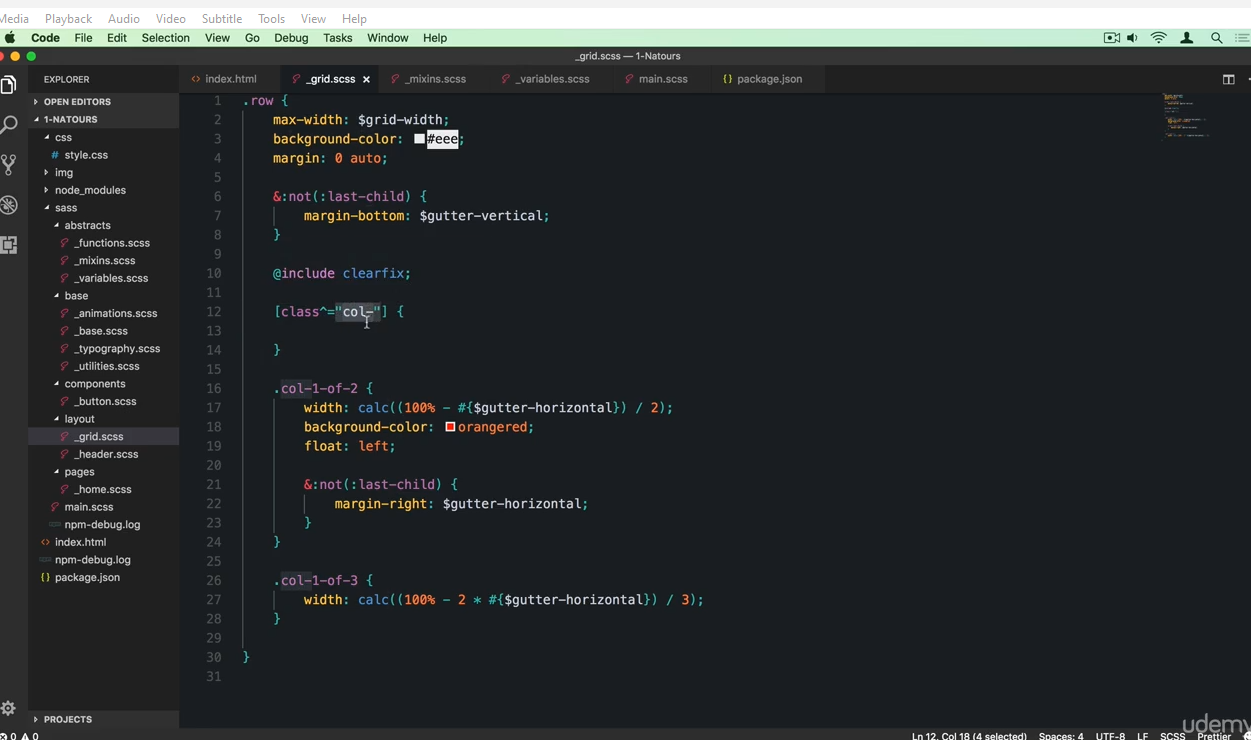 Media Playback Audio Video Subtitle Tools View Help
Code File Edit Selection View Go Debug Tasks Window Help
_grid.scss — 1-Natours
EXPLORER
OPEN EDITORS
1-NATOURS
css
# style.css
img
node_modules
sass
abstracts
_functions.scss
_mixins.scss
_variables.scss
base
_animations.scss
_base.scss
_typography.scss
_utilities.scss
components
_button.scss
layout
_grid.scss
_header.scss
pages
_home.scss
main.scss
npm-debug.log
<> index.html
npm-debug.log
{} package.json
PROJECTS
<> index.html _grid.scss × _mixins.scss _variables.scss main.scss {} package.json
1 .row {
2 max-width: $grid-width;
3 background-color: #eee;
4 margin: 0 auto;
5
6 &:not(:last-child) {
7 margin-bottom: $gutter-vertical;
8 }
9
10 @include clearfix;
11
12 [class^="col-"] {
13
14 }
15
16 .col-1-of-2 {
17 width: calc((100% - #{$gutter-horizontal}) / 2);
18 background-color: orangered;
19 float: left;
20
21 &:not(:last-child) {
22 margin-right: $gutter-horizontal;
23 }
24 }
25
26 .col-1-of-3 {
27 width: calc((100% - 2 * #{$gutter-horizontal}) / 3);
28 }
29
30 }
31
udemy
0 0 Ln 12, Col 18 (4 selected) Spaces: 4 UTF-8 LF SCSS Prettier